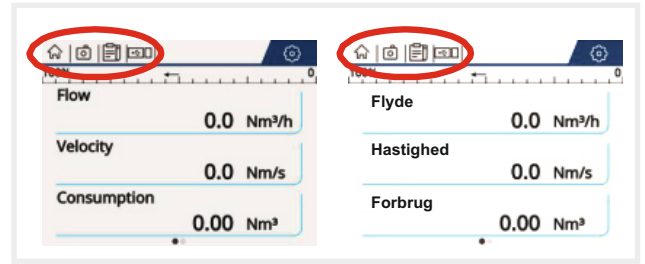 100% 0
Flow
0.0 Nm³/h
Velocity
0.0 Nm/s
Consumption
0.00 Nm³
100% 0
Flyde
0.0 Nm³/h
Hastighed
0.0 Nm/s
Forbrug
0.00 Nm³